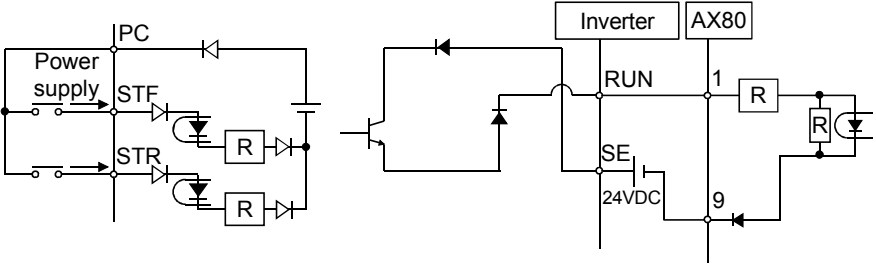 PC
Power
supply
STF
R
STR
R
Inverter
AX80
RUN
1
R
R
SE
24VDC
9